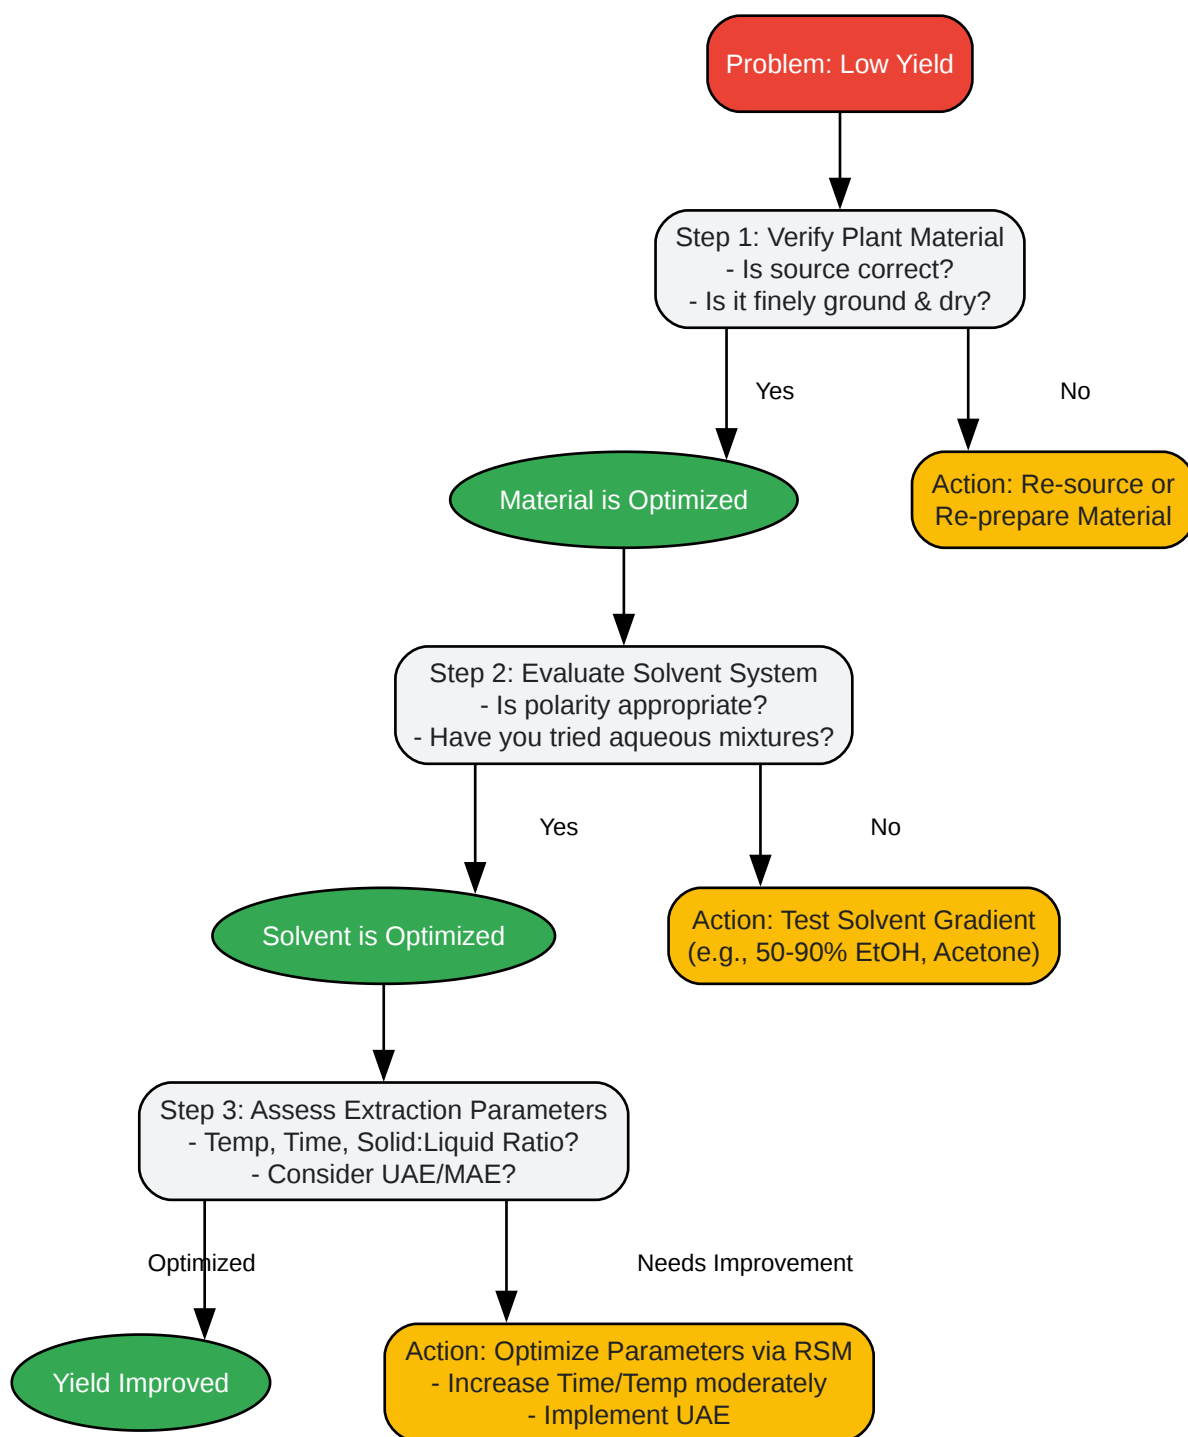 Problem: Low Yield
Step 1: Verify Plant Material
- Is source correct?
- Is it finely ground & dry?
Yes
No
Material is Optimized
Action: Re-source or
Re-prepare Material
Step 2: Evaluate Solvent System
- Is polarity appropriate?
- Have you tried aqueous mixtures?
Yes
No
Solvent is Optimized
Action: Test Solvent Gradient
(e.g., 50-90% EtOH, Acetone)
Step 3: Assess Extraction Parameters
- Temp, Time, Solid:Liquid Ratio?
- Consider UAE/MAE?
Optimized
Needs Improvement
Yield Improved
Action: Optimize Parameters via RSM
- Increase Time/Temp moderately
- Implement UAE